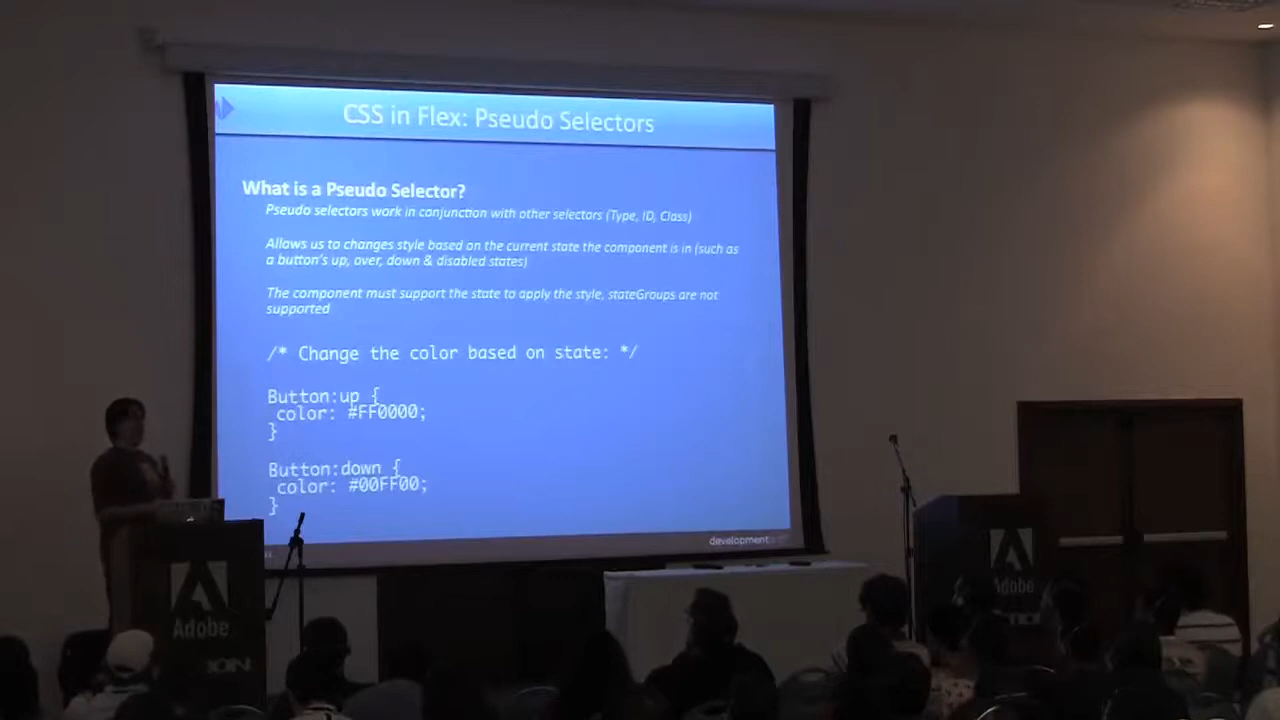 CSS in Flex: Pseudo Selectors
What is a Pseudo Selector?
Pseudo selectors work in conjunction with other selectors (Type, ID, Class)
Allows us to changes style based on the current state the component is in (such as
a button's up, over, down & disabled states)
The component must support the state to apply the style, stateGroups are not
supported
/* Change the color based on state: */
Button:up {
color: #FF0000;
}
Button:down {
color: #00FF00;
}
development
Adobe
Adobe